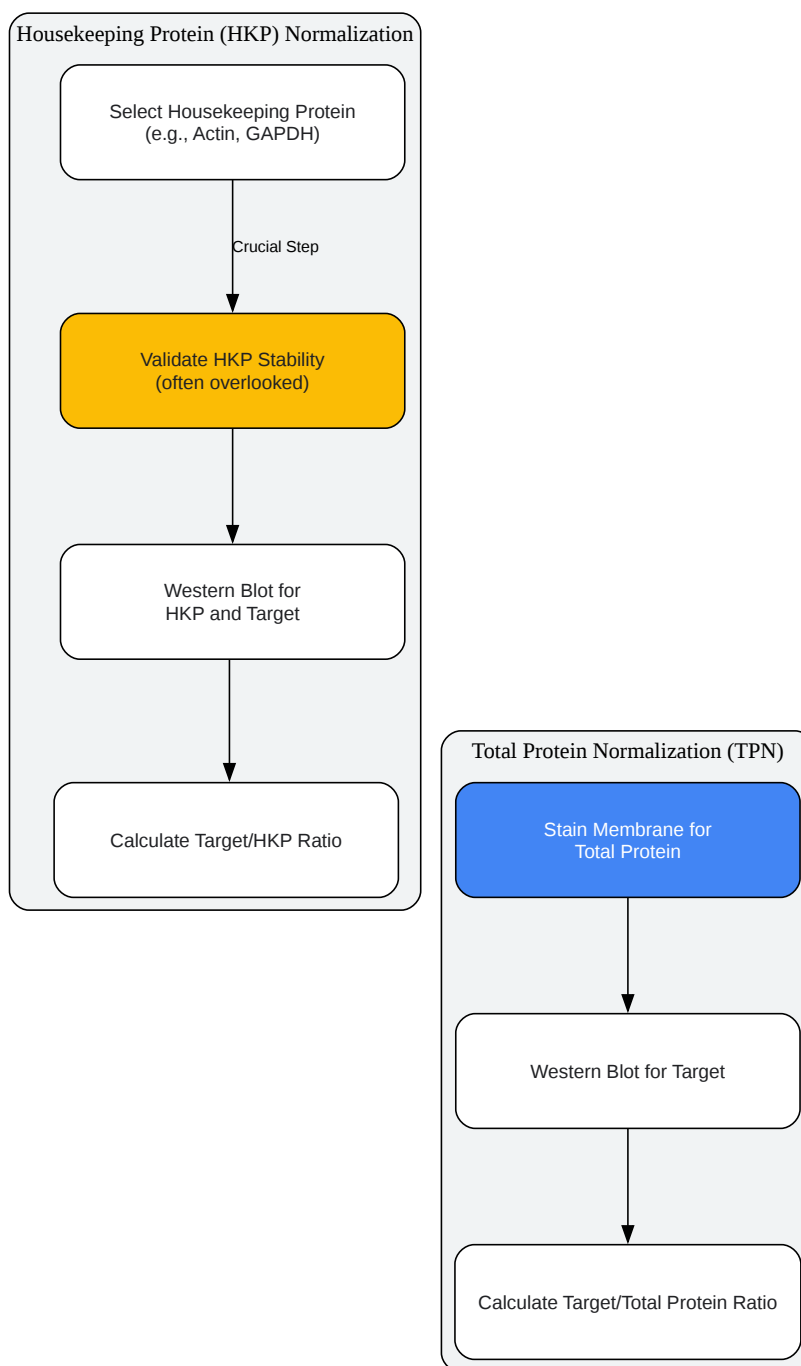 Housekeeping Protein (HKP) Normalization
Select Housekeeping Protein
(e.g., Actin, GAPDH)
Crucial Step
Validate HKP Stability
(often overlooked)
Western Blot for
HKP and Target
Calculate Target/HKP Ratio
Total Protein Normalization (TPN)
Stain Membrane for
Total Protein
Western Blot for Target
Calculate Target/Total Protein Ratio